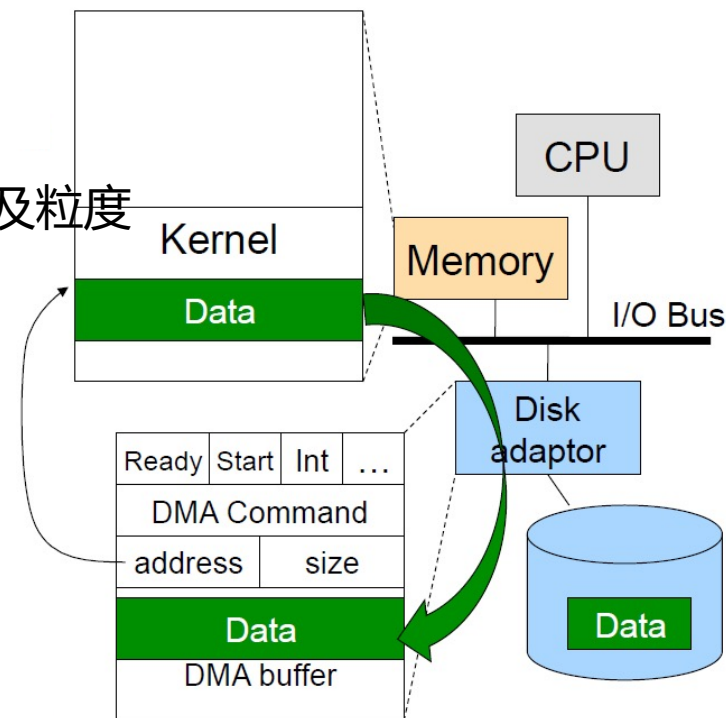 CPU
及粒度
Kernel
Memory
Data
I/O Bus
Disk
adaptor
Ready Start Int ...
DMA Command
address size
Data
Data
DMA buffer